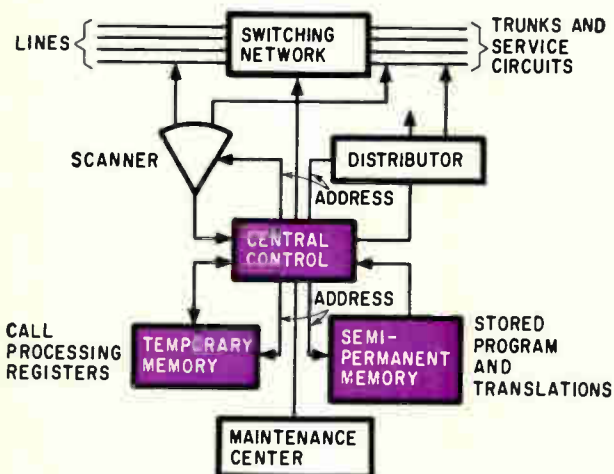 LINES
SWITCHING
NETWORK
TRUNKS AND
SERVICE
CIRCUITS
SCANNER
DISTRIBUTOR
ADDRESS
CENTRAL
CONTROL
ADDRESS
CALL
PROCESSING
REGISTERS
TEMPORARY
MEMORY
SEMI-
PERMANENT
MEMORY
STORED
PROGRAM
AND
TRANSLATIONS
MAINTENANCE
CENTER